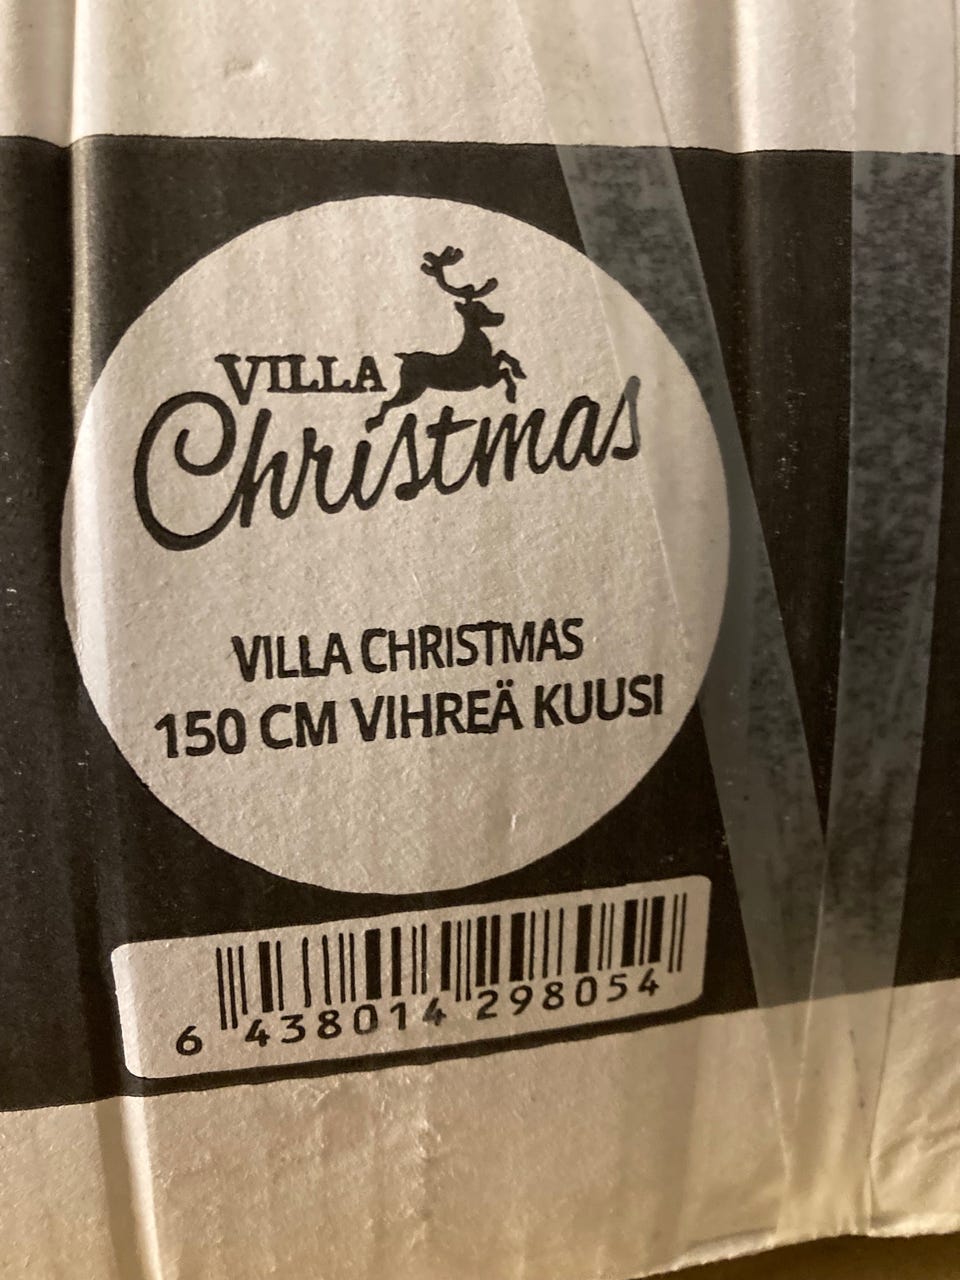 VILLA
Christmas
VILLA CHRISTMAS
150 CM VIHREÄ KUUSI
6 438014 298054